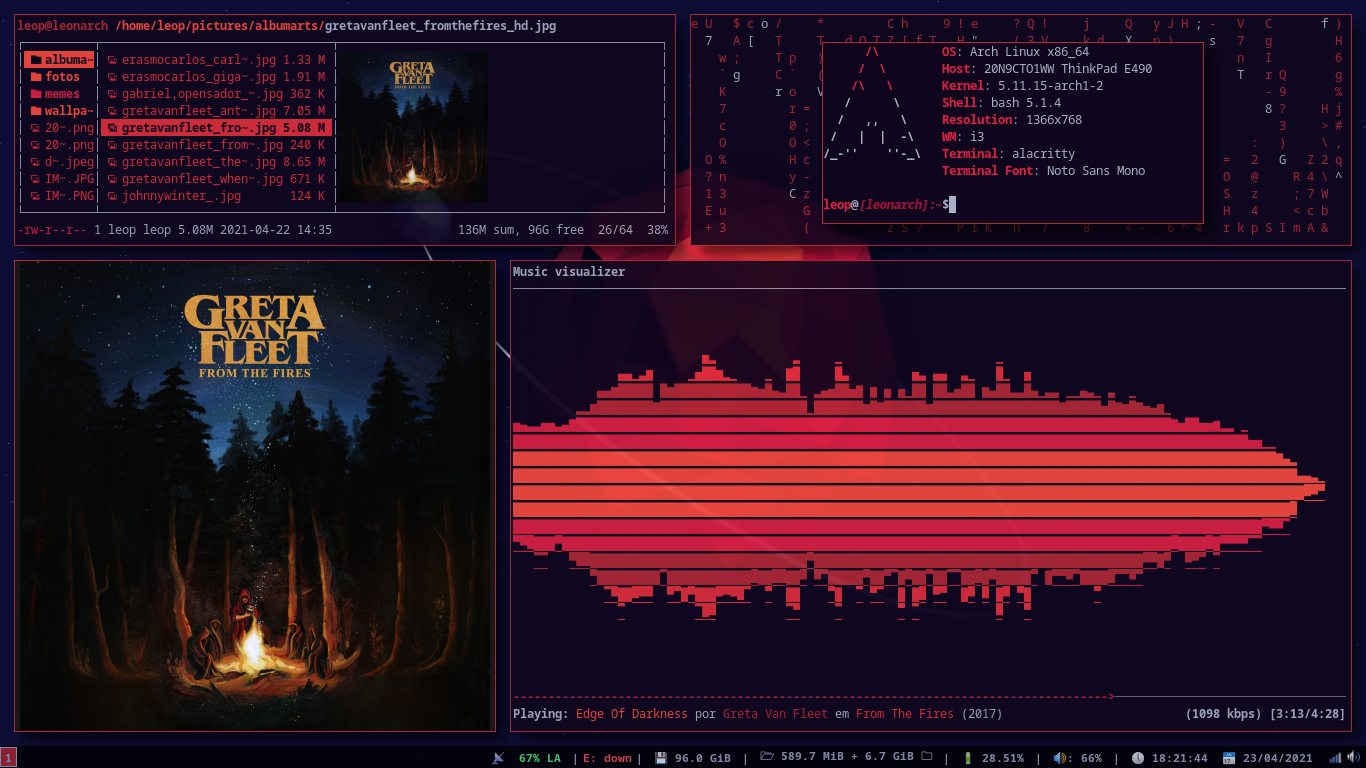 leop@leonarch /home/leop/pictures/albumarts/gretavanfleet_fromthefires_hd.jpg
albuma~ erasmocarlos_carl~.jpg 1.33 M
fotos erasmocarlos_giga~.jpg 1.91 M
memes gabriel,opensador_~.jpg 362 K
wallpa~ gretavanfleet_ant~.jpg 7.05 M
20~.png gretavanfleet_fro~.jpg 5.08 M
20~.png gretavanfleet_from~.jpg 240 K
d~.jpeg gretavanfleet_the~.jpg 8.65 M
IM~.JPG gretavanfleet_when~.jpg 671 K
IM~.PNG johnnywinter_.jpg 124 K
-rw-r--r-- 1 leop leop 5.08M 2021-04-22 14:35 136M sum, 96G free 26/64 38%
GRETA
VAN
FLEET
OS: Arch Linux x86_64
Host: 20N9CTO1WW ThinkPad E490
Kernel: 5.11.15-arch1-2
Shell: bash 5.1.4
Resolution: 1366x768
WM: i3
Terminal: alacritty
Terminal Font: Noto Sans Mono
leop@[leonarch]:~$
GRETA
VAN
FLEET
FROM THE FIRES
Music visualizer
Playing: Edge Of Darkness por Greta Van Fleet em From The Fires (2017) (1098 kbps) [3:13/4:28]
1 67% LA | E: down | 96.0 GiB | 589.7 MiB + 6.7 GiB | 28.51% | : 66% | 18:21:44 23/04/2021